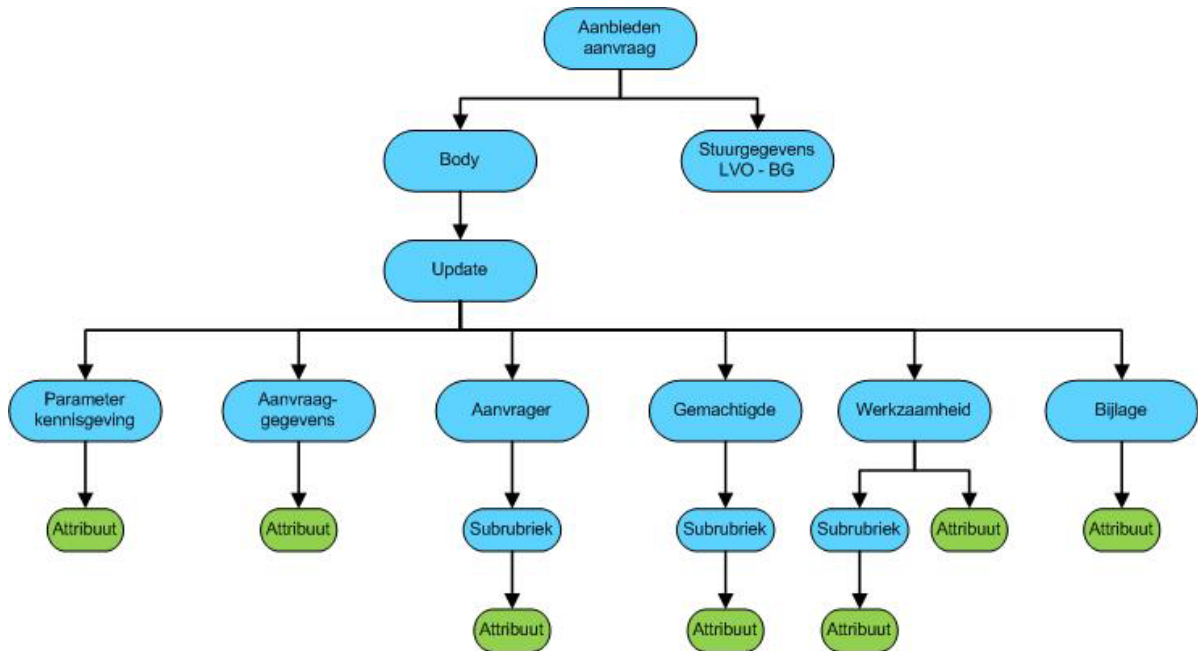 Aanbieden
aanvraag
Body
Stuurgegevens
LVO - BG
Update
Parameter
kennisgeving
Aanvraag-
gegevens
Aanvrager
Gemachtigde
Werkzaamheid
Bijlage
Attribuut
Attribuut
Subrubriek
Subrubriek
Subrubriek
Attribuut
Attribuut
Attribuut
Attribuut
Attribuut